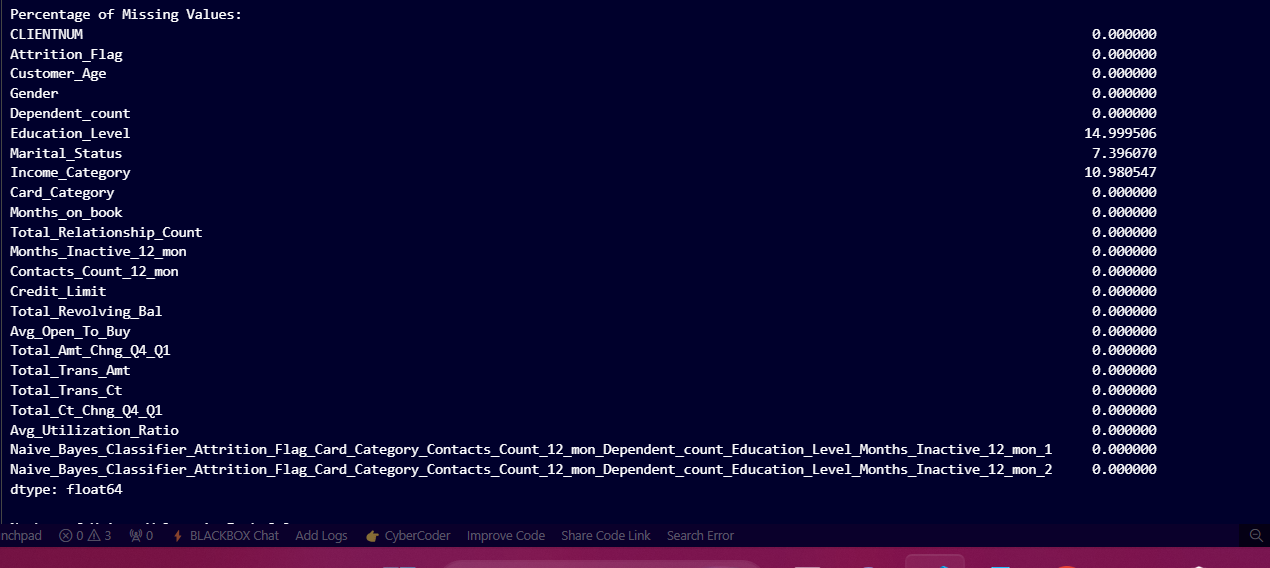 Percentage of Missing Values:
CLIENTNUM 0.000000
Attrition_Flag 0.000000
Customer_Age 0.000000
Gender 0.000000
Dependent_count 0.000000
Education_Level 14.999506
Marital_Status 7.396070
Income_Category 10.980547
Card_Category 0.000000
Months_on_book 0.000000
Total_Relationship_Count 0.000000
Months_Inactive_12_mon 0.000000
Contacts_Count_12_mon 0.000000
Credit_Limit 0.000000
Total_Revolving_Bal 0.000000
Avg_Open_To_Buy 0.000000
Total_Amt_Chng_Q4_Q1 0.000000
Total_Trans_Amt 0.000000
Total_Trans_Ct 0.000000
Total_Ct_Chng_Q4_Q1 0.000000
Avg_Utilization_Ratio 0.000000
Naive_Bayes_Classifier_Attrition_Flag_Card_Category_Contacts_Count_12_mon_Dependent_count_Education_Level_Months_Inactive_12_mon_1 0.000000
Naive_Bayes_Classifier_Attrition_Flag_Card_Category_Contacts_Count_12_mon_Dependent_count_Education_Level_Months_Inactive_12_mon_2 0.000000
dtype: float64
nchpad 0 3 0 BLACKBOX Chat Add Logs CyberCoder Improve Code Share Code Link Search Error